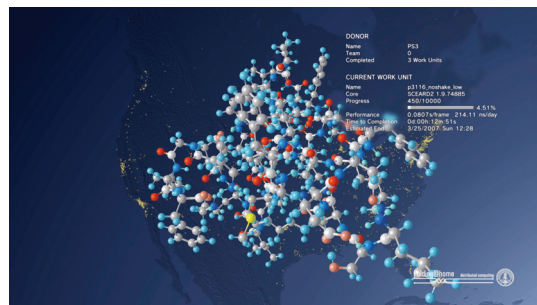 DONOR
Name PS3
Team 0
Completed 3 Work Units
CURRENT WORK UNIT
Name p3116_noshake_low
Core SCEARD2 1.9.74885
Progress 450/10000
4.51%
Performance 0.0807s/frame 214.11 ns/day
Time to Completion 0d:00h:12m 51s
Estimated End 3/25/2007 Sun 12:28
Folding@home distributed computing